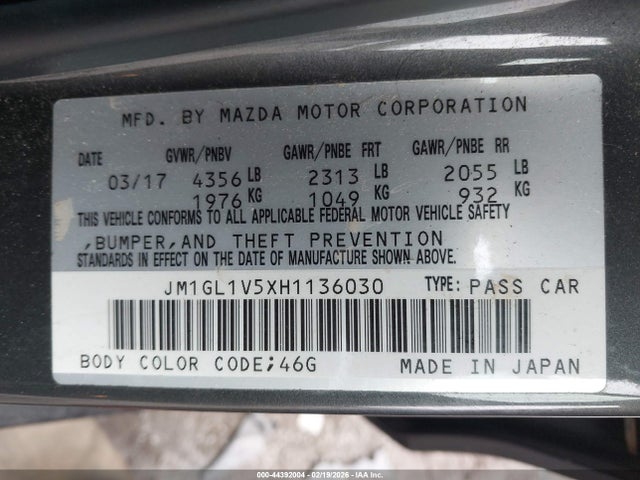 MFD. BY MAZDA MOTOR CORPORATION
DATE GVWR/PNBV GAWR/PNBE FRT GAWR/PNBE RR
03/17 4356 LB 2313 LB 2055 LB
1976 KG 1049 KG 932 KG
THIS VEHICLE CONFORMS TO ALL APPLICABLE FEDERAL MOTOR VEHICLE SAFETY
,BUMPER,AND THEFT PREVENTION
STANDARDS IN EFFECT ON THE DATE OF MANUFACTURE SHOWN ABOVE.
JM1GL1V5XH1136030 TYPE: PASS CAR
BODY COLOR CODE;46G MADE IN JAPAN
000-44392004 | 02/19/2026 - © IAA Inc.